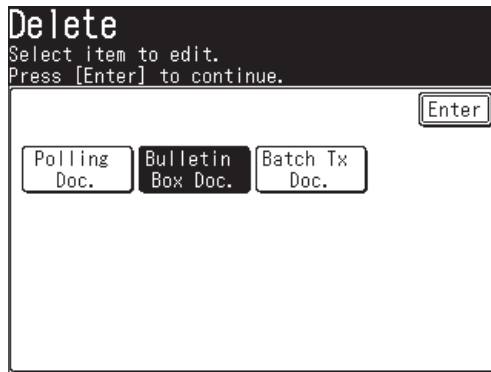 Delete
Select item to edit.
Press [Enter] to continue.
Enter
Polling Bulletin Batch Tx
Doc. Box Doc. Doc.